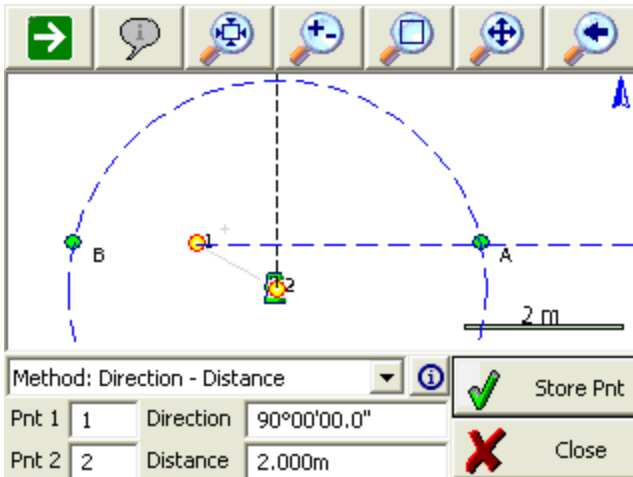 1
2
B
A
2 m
Method: Direction - Distance
Store Pnt
Pnt 1 1 Direction 90°00'00.0"
Pnt 2 2 Distance 2.000m
Close